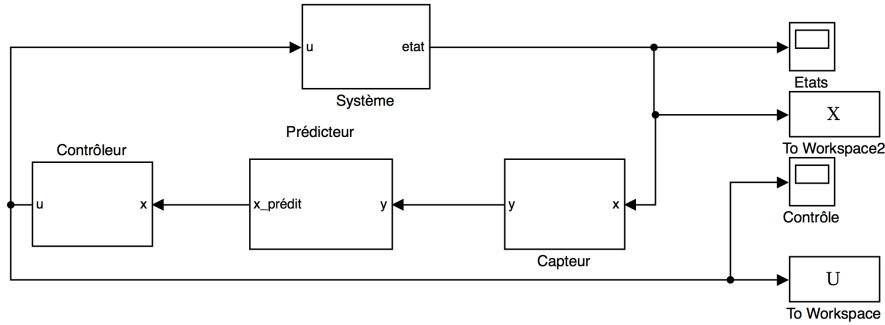 u
etat
Système
Etats
X
To Workspace2
Prédicteur
Contrôleur
u
x
x_prédit
y
y
x
Capteur
Contrôle
U
To Workspace